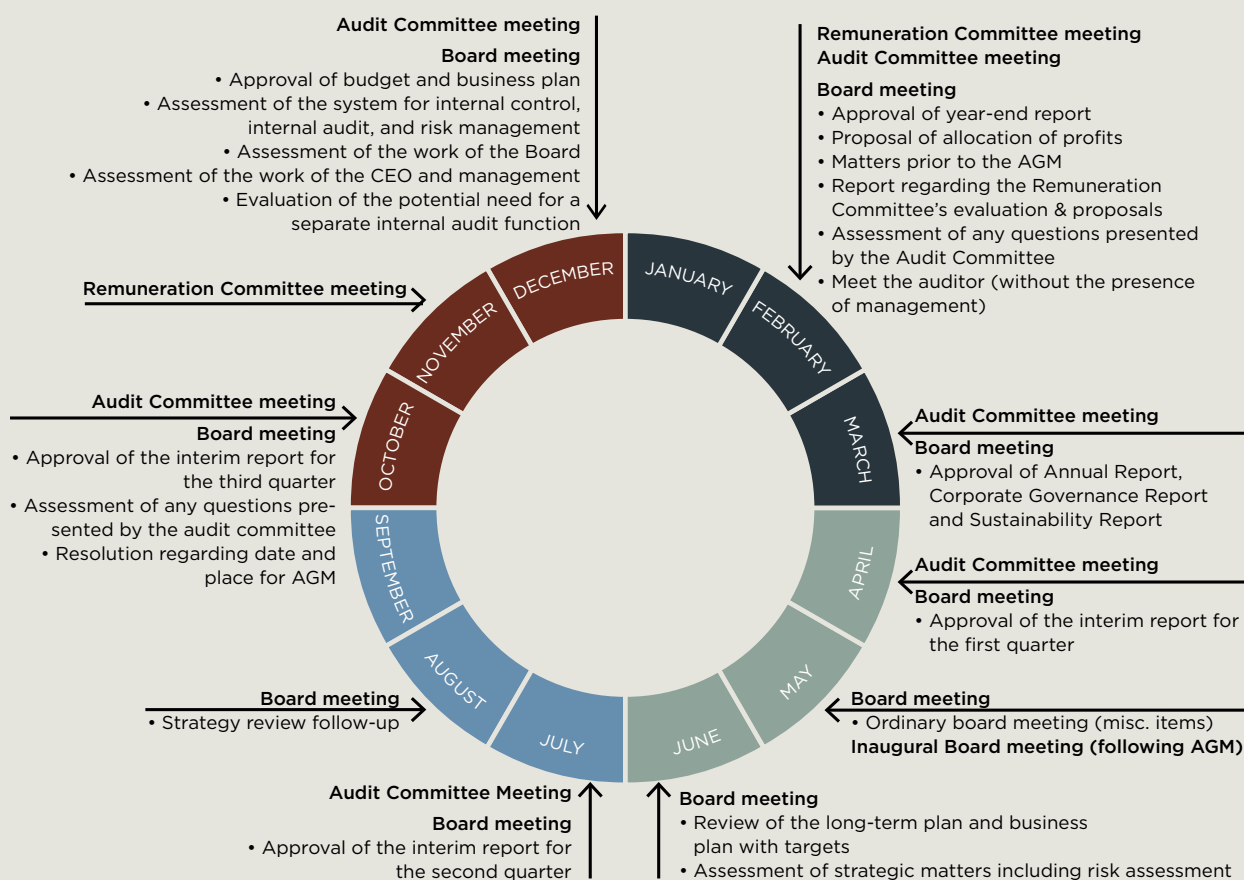 Audit Committee meeting
Board meeting
• Approval of budget and business plan
• Assessment of the system for internal control,
internal audit, and risk management
• Assessment of the work of the Board
• Assessment of the work of the CEO and management
• Evaluation of the potential need for a
separate internal audit function
Remuneration Committee meeting
Audit Committee meeting
Board meeting
• Approval of year-end report
• Proposal of allocation of profits
• Matters prior to the AGM
• Report regarding the Remuneration
Committee’s evaluation & proposals
• Assessment of any questions presented
by the Audit Committee
• Meet the auditor (without the presence
of management)
Remuneration Committee meeting
JANUARY
FEBRUARY
MARCH
APRIL
MAY
JUNE
JULY
AUGUST
SEPTEMBER
OCTOBER
NOVEMBER
DECEMBER
Audit Committee meeting
Board meeting
• Approval of the interim report for
the third quarter
• Assessment of any questions pre-
sented by the audit committee
• Resolution regarding date and
place for AGM
Audit Committee meeting
Board meeting
• Approval of Annual Report,
Corporate Governance Report
and Sustainability Report
Audit Committee meeting
Board meeting
• Approval of the interim report for
the first quarter
Board meeting
• Strategy review follow-up
Board meeting
• Ordinary board meeting (misc. items)
Inaugural Board meeting (following AGM)
Audit Committee Meeting
Board meeting
• Approval of the interim report for
the second quarter
Board meeting
• Review of the long-term plan and business
plan with targets
• Assessment of strategic matters including risk assessment